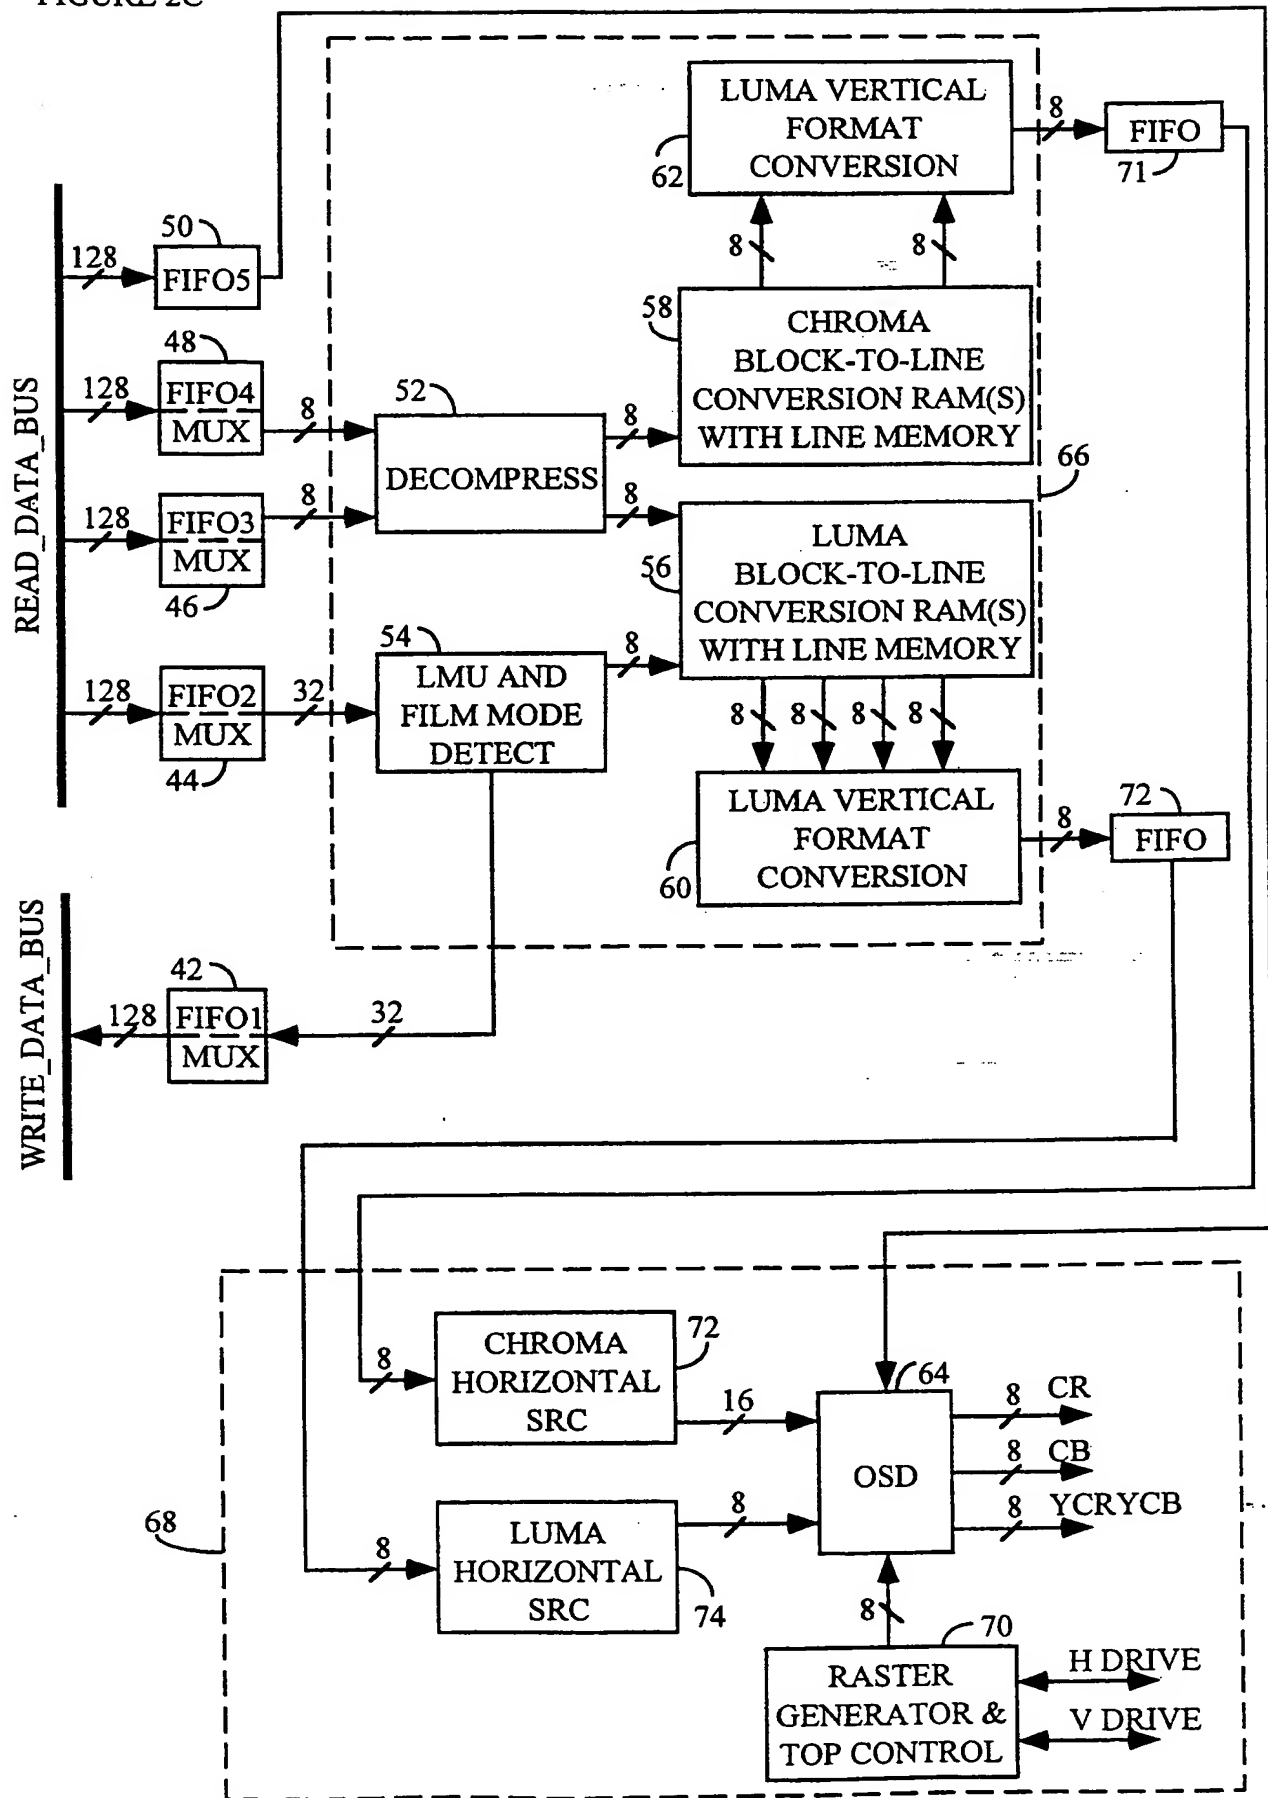 FIGURE 2C
LUMA VERTICAL
FORMAT
CONVERSION
62
8
FIFO
71
8
8
50
128
FIFO5
58
CHROMA
BLOCK-TO-LINE
CONVERSION RAM(S)
WITH LINE MEMORY
48
128
FIFO4
MUX
8
52
DECOMPRESS
8
8
66
READ_DATA_BUS
128
FIFO3
MUX
46
8
56
LUMA
BLOCK-TO-LINE
CONVERSION RAM(S)
WITH LINE MEMORY
54
LMU AND
FILM MODE
DETECT
8
128
FIFO2
MUX
44
32
8
8
8
8
LUMA VERTICAL
FORMAT
CONVERSION
60
8
72
FIFO
WRITE_DATA_BUS
42
128
FIFO1
MUX
32
CHROMA
HORIZONTAL
SRC
72
8
16
64
OSD
8
CR
8
CB
8
YCRYCB
68
8
LUMA
HORIZONTAL
SRC
74
8
8
70
RASTER
GENERATOR &
TOP CONTROL
H DRIVE
V DRIVE